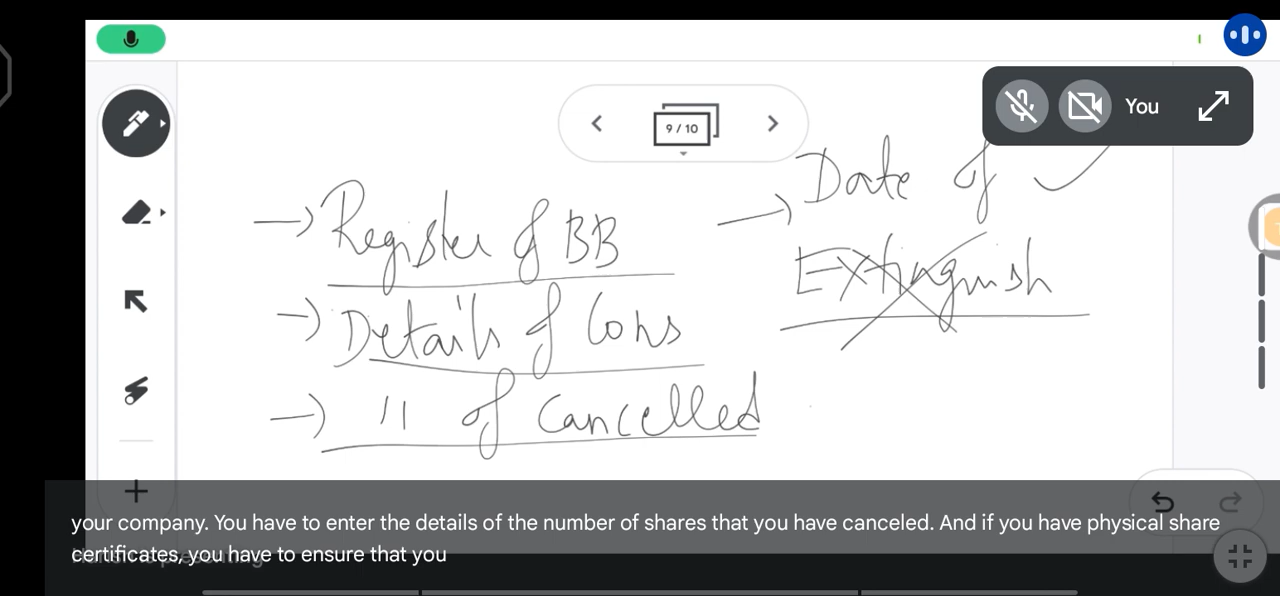 You
9 / 10
→ Register of BB
→ Details of Cons
→ 11 of Cancelled
→ Date of
Extinguish
your company. You have to enter the details of the number of shares that you have canceled. And if you have physical share
certificates, you have to ensure that you